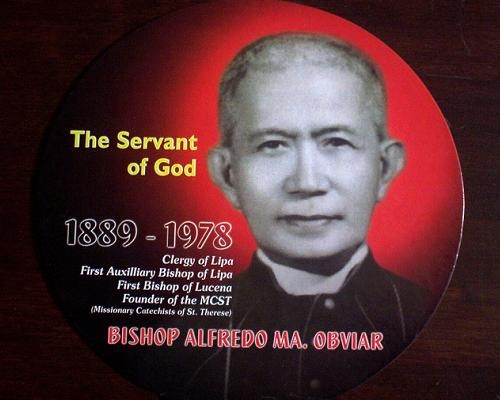 The Servant
of God
1889 - 1978
Clergy of Lipa
First Auxilliary Bishop of Lipa
First Bishop of Lucena
Founder of the MCST
(Missionary Catechists of St. Therese)
BISHOP ALFREDO MA. OBVIAR